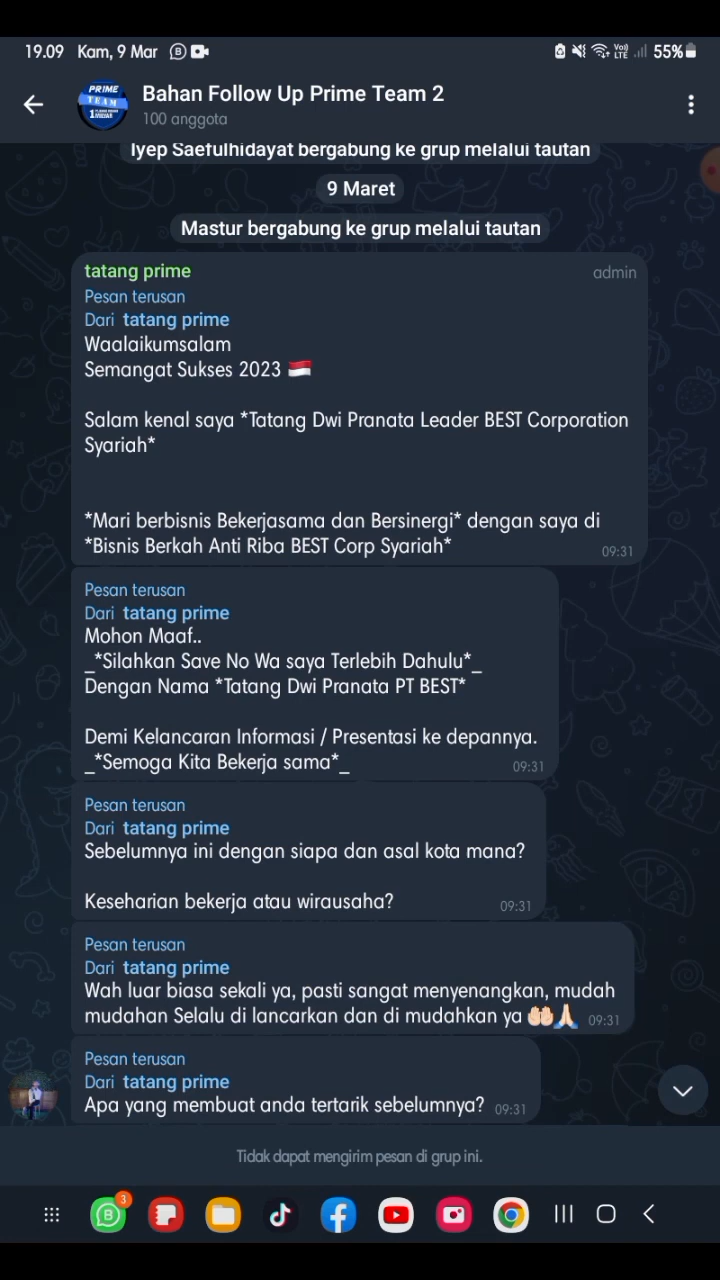 19.09 Kam, 9 Mar
Vo))
LTE
55%
PRIME
TEAM
Bahan Follow Up Prime Team 2
100 anggota
Iyep Saefulhidayat bergabung ke grup melalui tautan
9 Maret
Mastur bergabung ke grup melalui tautan
tatang prime admin
Pesan terusan
Dari tatang prime
Waalaikumsalam
Semangat Sukses 2023 🇮🇩
Salam kenal saya *Tatang Dwi Pranata Leader BEST Corporation
Syariah*
*Mari berbisnis Bekerjasama dan Bersinergi* dengan saya di
*Bisnis Berkah Anti Riba BEST Corp Syariah*
09:31
Pesan terusan
Dari tatang prime
Mohon Maaf..
_*Silahkan Save No Wa saya Terlebih Dahulu*_
Dengan Nama *Tatang Dwi Pranata PT BEST*
Demi Kelancaran Informasi / Presentasi ke depannya.
_*Semoga Kita Bekerja sama*_
09:31
Pesan terusan
Dari tatang prime
Sebelumnya ini dengan siapa dan asal kota mana?
Keseharian bekerja atau wirausaha?
09:31
Pesan terusan
Dari tatang prime
Wah luar biasa sekali ya, pasti sangat menyenangkan, mudah
mudahan Selalu di lancarkan dan di mudahkan ya 🤲🏻🙏🏻
09:31
Pesan terusan
Dari tatang prime
Apa yang membuat anda tertarik sebelumnya?
09:31
Tidak dapat mengirim pesan di grup ini.
3